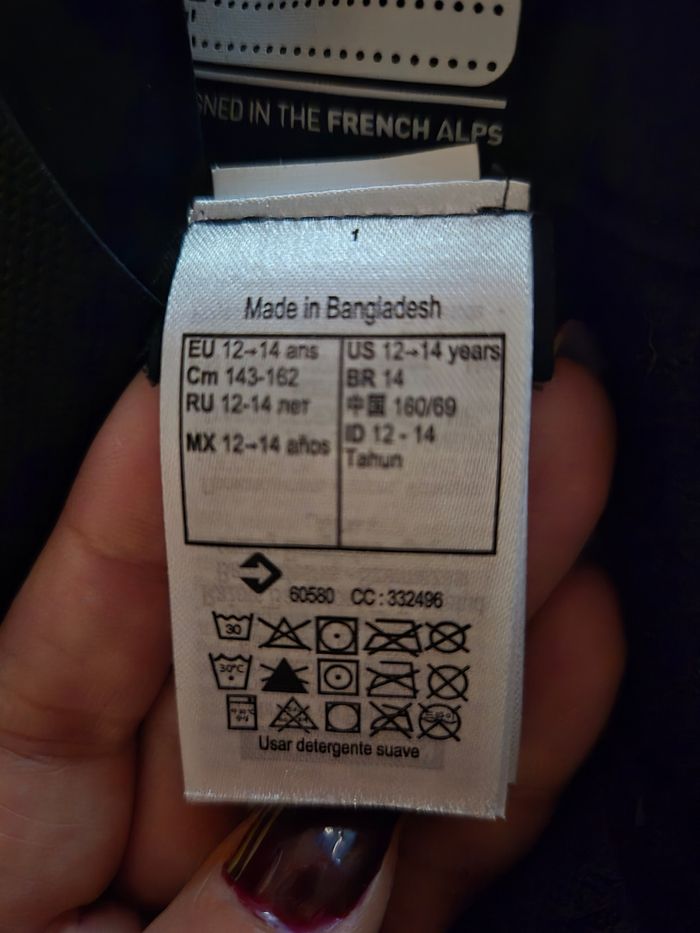 IN THE FRENCH ALPS
1
Made in Bangladesh
EU 12→14 ans
Cm 143-162
RU 12-14 лет
MX 12→14 años
US 12→14 years
BR 14
中国 160/69
ID 12 - 14
Tahun
60580 CC : 332496
30
30°C
Usar detergente suave